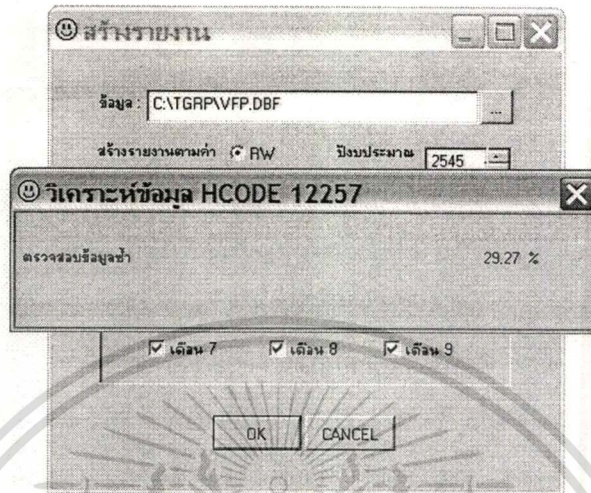 สร้างรายงาน
ข้อมูล : C:\TGRP\VFP.DBF ...
สร้างรายงานตามค่า RW ปีงบประมาณ 2545
วิเคราะห์ข้อมูล HCODE 12257
ตรวจสอบข้อมูลซ้ำ 29.27 %
เดือน 7 เดือน 8 เดือน 9
OK CANCEL